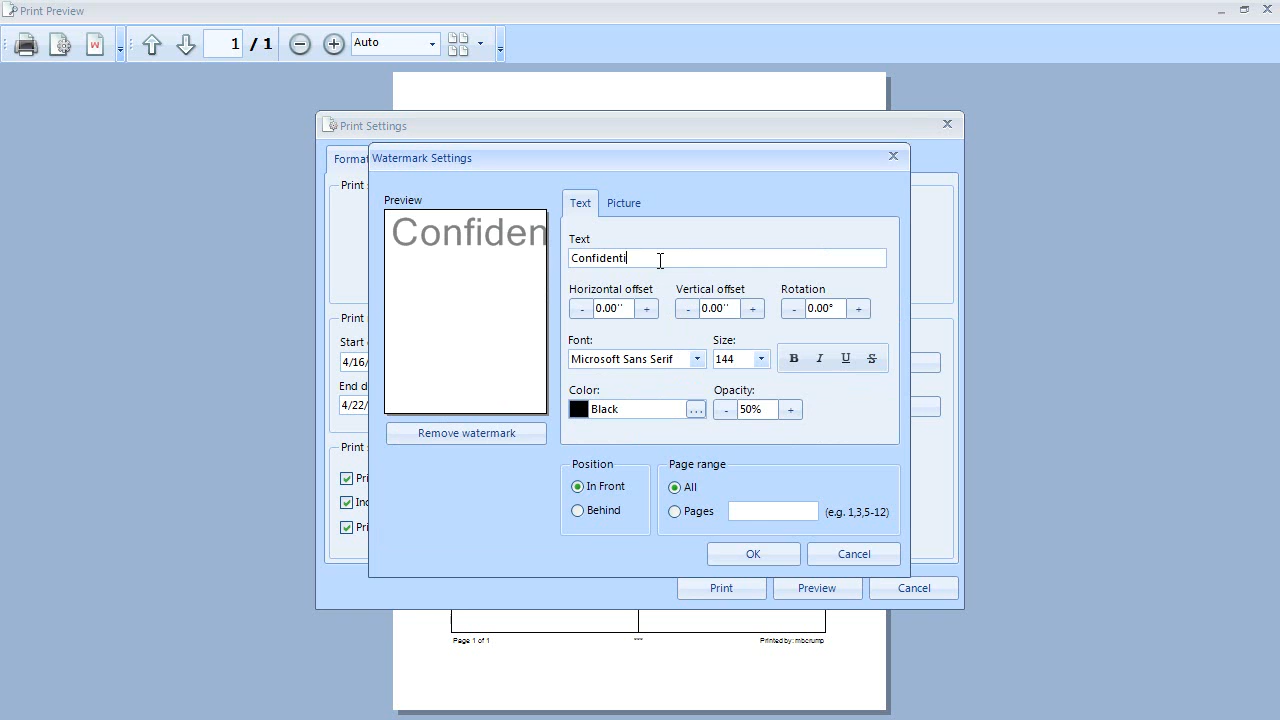 Print Preview
1 / 1 Auto
Print Settings
Format
Watermark Settings
Preview
Confiden
Remove watermark
Text Picture
Text
Confidenti
Horizontal offset Vertical offset Rotation
- 0.00'' + - 0.00'' + - 0.00° +
Font: Size:
Microsoft Sans Serif 144 B I U S
Color: Opacity:
Black ... - 50% +
Position Page range
In Front All
Behind Pages (e.g. 1,3,5-12)
OK Cancel
Print
Print
Start
4/16/
End d
4/22/
Print
Pri
Inc
Pri
Print Preview Cancel
Page 1 of 1 *** Printed by: mbcrump